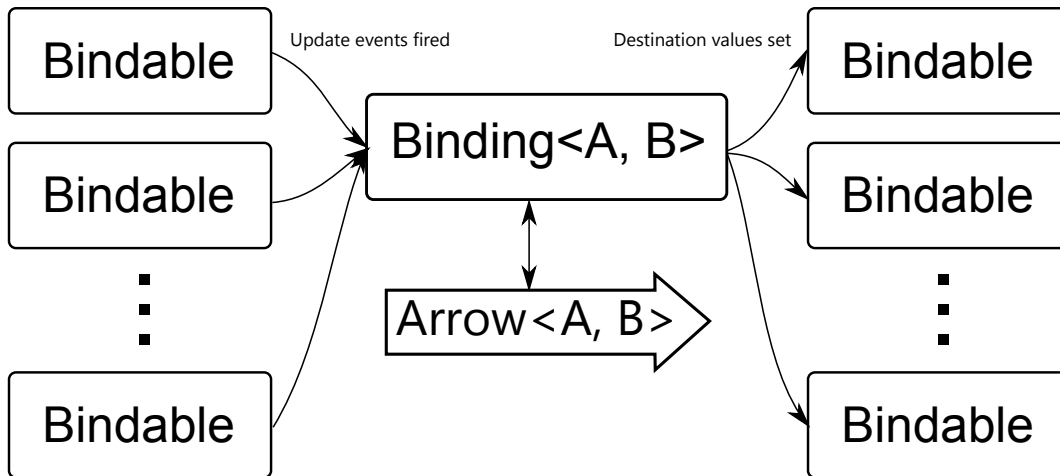 Bindable
Update events fired
Destination values set
Bindable
Binding<A, B>
Bindable
Bindable
Arrow<A, B>
Bindable
Bindable